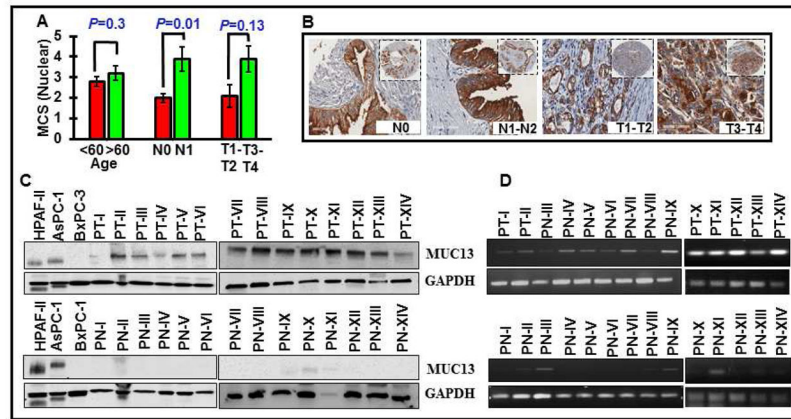 A
P=0.3
P=0.01
P=0.13
MCS (Nuclear)
5
4
3
2
1
0
<60 >60
Age
N0 N1
T1- T3-
T2 T4
B
N0
N1-N2
T1-T2
T3-T4
C
HPAF-II
AsPC-1
BxPC-3
PT-I
PT-II
PT-III
PT-IV
PT-V
PT-VI
PT-VII
PT-VIII
PT-IX
PT-X
PT-XI
PT-XII
PT-XIII
PT-XIV
MUC13
GAPDH
HPAF-II
AsPC-1
BxPC-1
PN-I
PN-II
PN-III
PN-IV
PN-V
PN-VI
PN-VII
PN-VIII
PN-IX
PN-X
PN-XI
PN-XII
PN-XIII
PN-XIV
MUC13
GAPDH
D
PT-I
PT-II
PN-III
PN-IV
PN-V
PN-VI
PN-VII
PN-VIII
PN-IX
PT-X
PT-XI
PT-XII
PT-XIII
PT-XIV
PN-I
PN-II
PN-III
PN-IV
PN-V
PN-VI
PN-VII
PN-VIII
PN-IX
PN-X
PN-XI
PN-XII
PN-XIII
PN-XIV